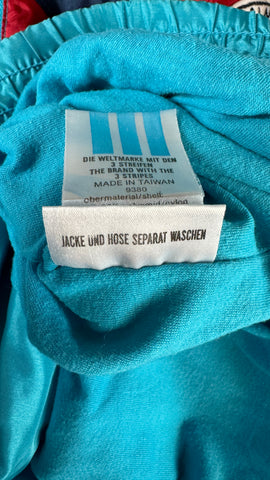 DIE WELTMARKE MIT DEN
3 STREIFEN
THE BRAND WITH THE
3 STRIPES
MADE IN TAIWAN
9380
obermaterial/shell:
JACKE UND HOSE SEPARAT WASCHEN